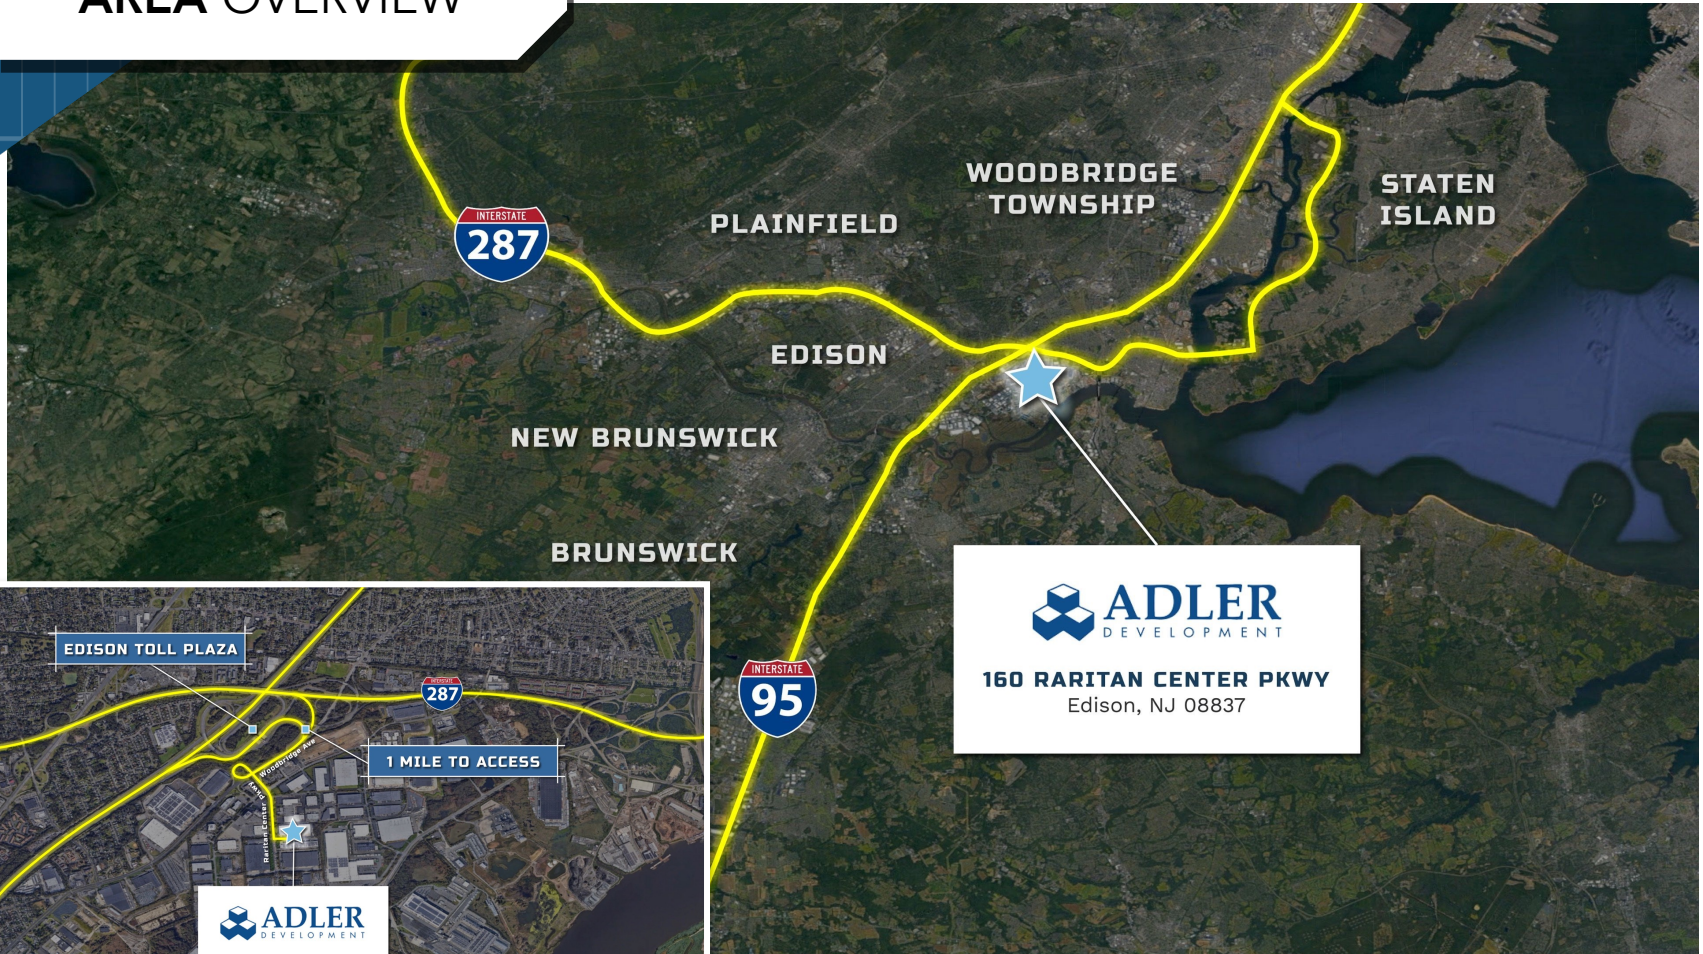 AREA OVERVIEW
WOODBRIDGE
TOWNSHIP
STATEN
ISLAND
PLAINFIELD
INTERSTATE
287
EDISON
NEW BRUNSWICK
BRUNSWICK
INTERSTATE
95
ADLER
DEVELOPMENT
160 RARITAN CENTER PKWY
Edison, NJ 08837
EDISON TOLL PLAZA
INTERSTATE
287
1 MILE TO ACCESS
Woodbridge Ave
Raritan Center Pkwy
ADLER
DEVELOPMENT